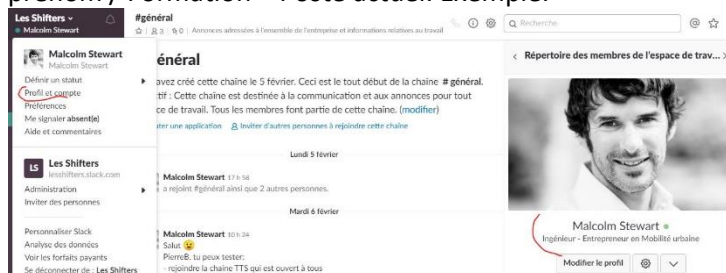 prénom / Formation – Poste actuel Exemple:
Les Shifters
Malcolm Stewart
Malcolm Stewart
Malcolm Stewart
Définir un statut
Profil et compte
Préférences
Me signaler absent(e)
Aide et commentaires
LS
Les Shifters
lesshifters.slack.com
Administration
Inviter des personnes
Personnaliser Slack
Analyse des données
Voir les forfaits payants
Se déconnecter de : Les Shifters
#général
3
0
Annonces adressées à l'ensemble de l'entreprise et informations relatives au travail
énéral
avez créé cette chaîne le 5 février. Ceci est le tout début de la chaîne # général.
tif : Cette chaîne est destinée à la communication et aux annonces pour tout
ce de travail. Tous les membres font partie de cette chaîne. (modifier)
uter une application
Inviter d'autres personnes à rejoindre cette chaîne
Lundi 5 février
Malcolm Stewart 17 h 56
a rejoint #général ainsi que 2 autres personnes.
Mardi 6 février
Malcolm Stewart 10 h 24
Salut
PierreB, tu peux tester:
- rejoindre la chaine TTS qui est ouvert à tous
Recherche
@
Répertoire des membres de l'espace de trav...
Malcolm Stewart
Ingénieur - Entrepreneur en Mobilité urbaine
Modifier le profil